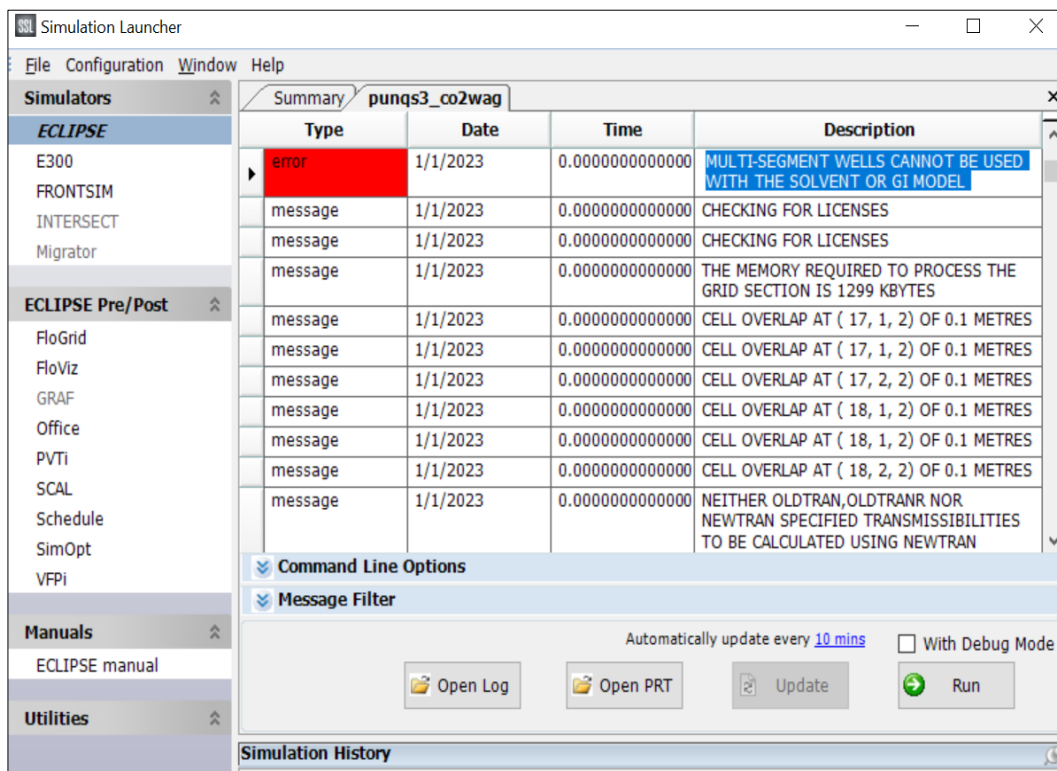 SSL Simulation Launcher
File Configuration Window Help
Simulators
ECLIPSE
E300
FRONTSIM
INTERSECT
Migrator
ECLIPSE Pre/Post
FloGrid
FloViz
GRAF
Office
PVTi
SCAL
Schedule
SimOpt
VFPi
Manuals
ECLIPSE manual
Utilities
Summary punqs3_co2wag
Type Date Time Description
error 1/1/2023 0.0000000000000 MULTI-SEGMENT WELLS CANNOT BE USED
WITH THE SOLVENT OR GI MODEL
message 1/1/2023 0.0000000000000 CHECKING FOR LICENSES
message 1/1/2023 0.0000000000000 CHECKING FOR LICENSES
message 1/1/2023 0.0000000000000 THE MEMORY REQUIRED TO PROCESS THE
GRID SECTION IS 1299 KBYTES
message 1/1/2023 0.0000000000000 CELL OVERLAP AT ( 17, 1, 2) OF 0.1 METRES
message 1/1/2023 0.0000000000000 CELL OVERLAP AT ( 17, 1, 2) OF 0.1 METRES
message 1/1/2023 0.0000000000000 CELL OVERLAP AT ( 17, 2, 2) OF 0.1 METRES
message 1/1/2023 0.0000000000000 CELL OVERLAP AT ( 18, 1, 2) OF 0.1 METRES
message 1/1/2023 0.0000000000000 CELL OVERLAP AT ( 18, 1, 2) OF 0.1 METRES
message 1/1/2023 0.0000000000000 CELL OVERLAP AT ( 18, 2, 2) OF 0.1 METRES
message 1/1/2023 0.0000000000000 NEITHER OLDTRAN,OLDTRANR NOR
NEWTRAN SPECIFIED TRANSMISSIBILITIES
TO BE CALCULATED USING NEWTRAN
Command Line Options
Message Filter
Automatically update every 10 mins With Debug Mode
Open Log Open PRT Update Run
Simulation History